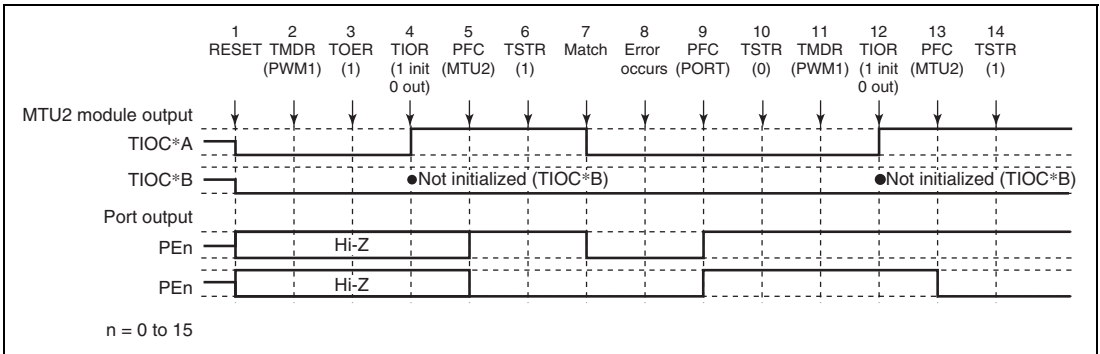 1 2 3 4 5 6 7 8 9 10 11 12 13 14
RESET TMDR TOER TIOR PFC TSTR Match Error PFC TSTR TMDR TIOR PFC TSTR
(PWM1) (1) (1 init (MTU2) (1) occurs (PORT) (0) (PWM1) (1 init (MTU2) (1)
0 out) 0 out)
MTU2 module output
TIOC*A
TIOC*B ●Not initialized (TIOC*B) ●Not initialized (TIOC*B)
Port output
PEn Hi-Z
PEn Hi-Z
n = 0 to 15